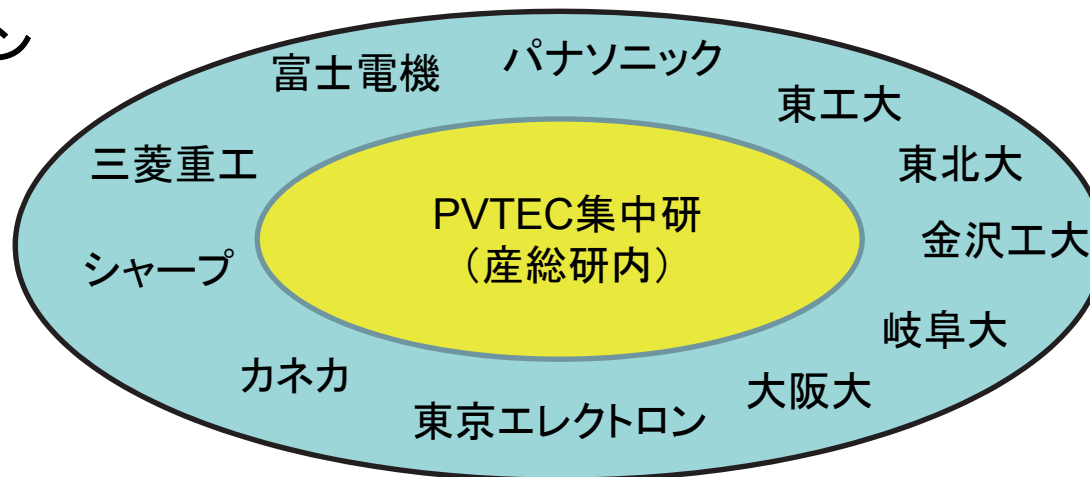 ン
富士電機
パナソニック
東工大
三菱重工
東北大
PVTEC集中研
(産総研内)
金沢工大
シャープ
岐阜大
カネカ
大阪大
東京エレクトロン